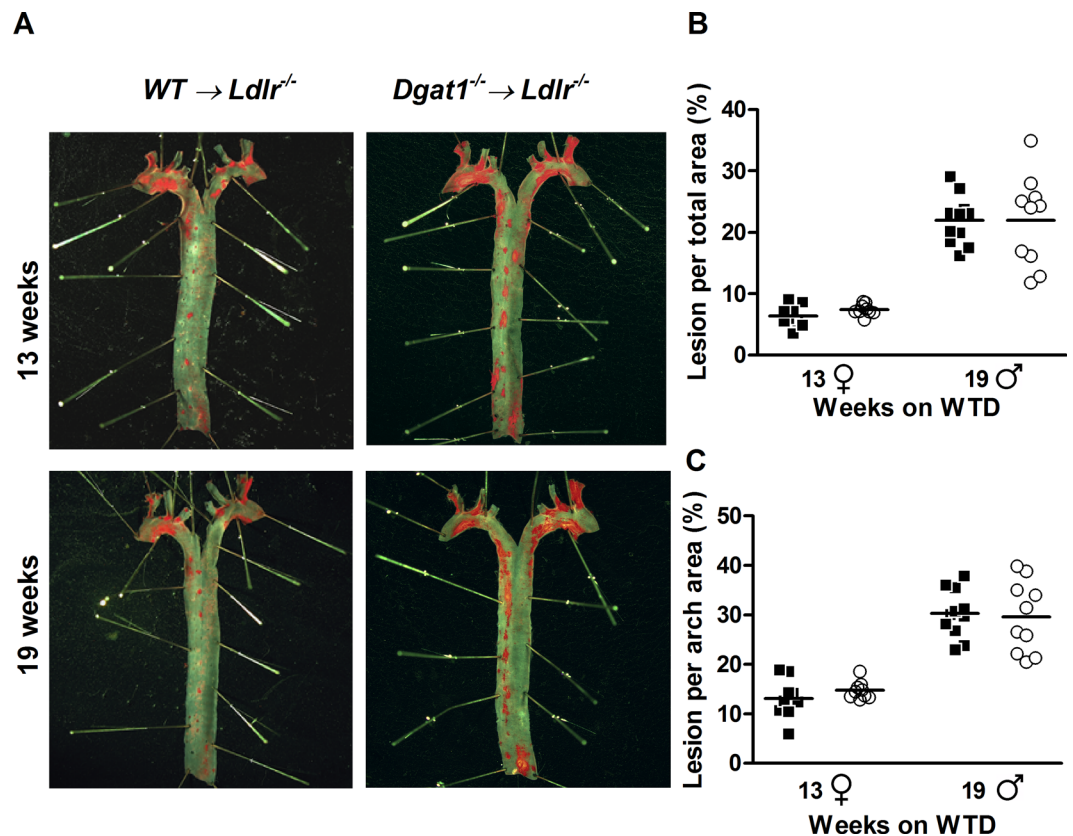 A
WT → Ldlr-/-
Dgat1-/- → Ldlr-/-
13 weeks
19 weeks
B
Lesion per total area (%)
40
30
20
10
0
13 ♀
19 ♂
Weeks on WTD
C
Lesion per arch area (%)
50
40
30
20
10
0
13 ♀
19 ♂
Weeks on WTD